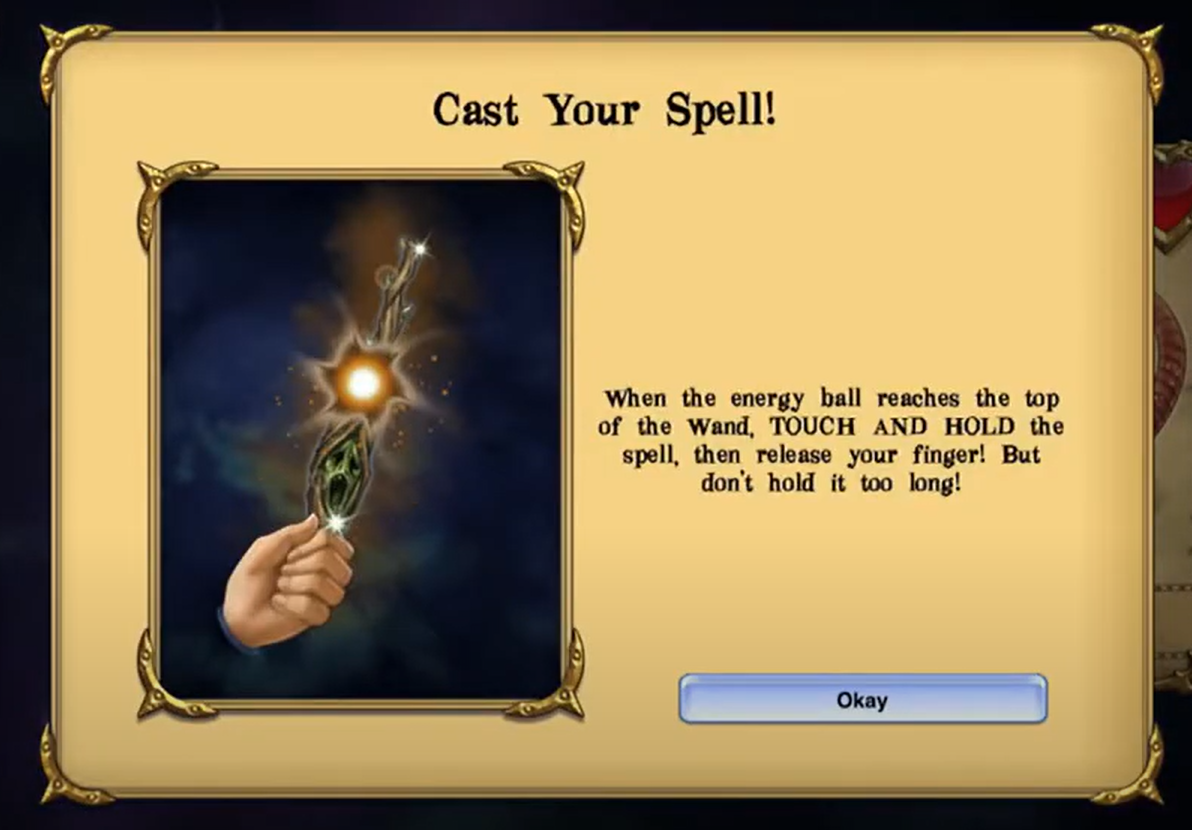 Cast Your Spell!
When the energy ball reaches the top
of the Wand, TOUCH AND HOLD the
spell, then release your finger! But
don't hold it too long!
Okay